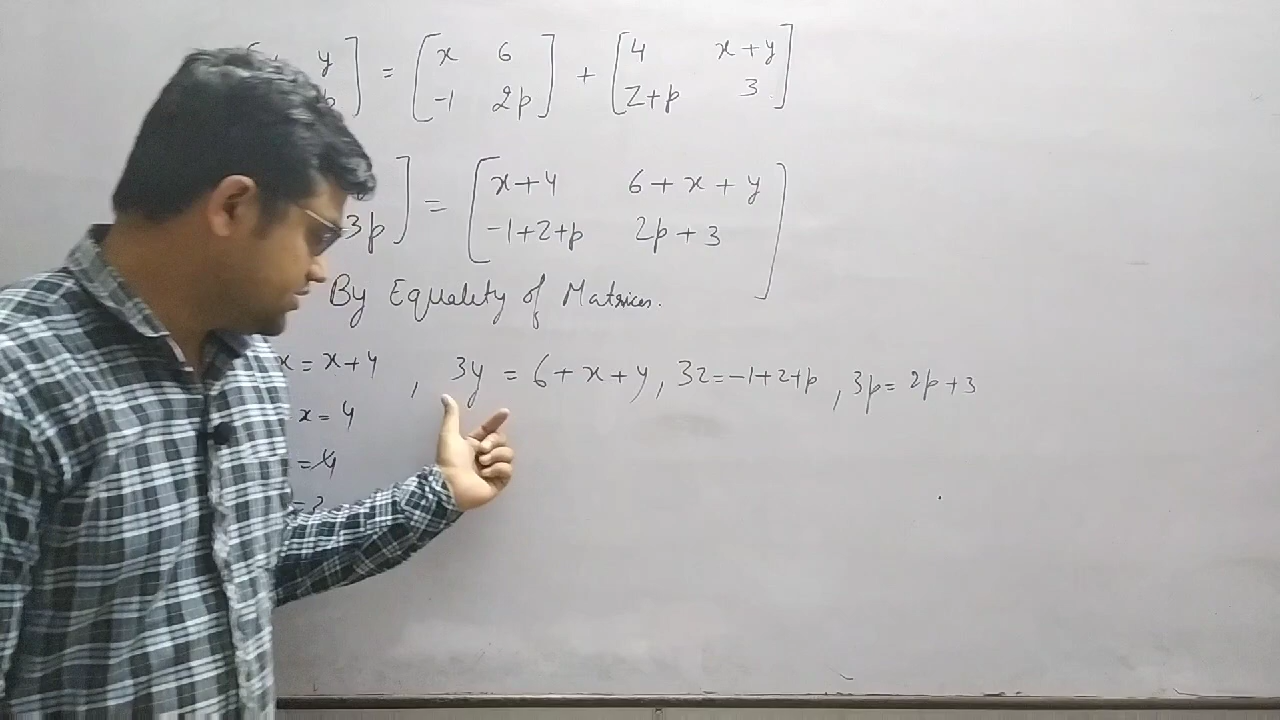 y ] = [ x 6 ] + [ 4 x+y ]
-1 2p z+p 3
] = [ x+4 6+x+y ]
3p -1+z+p 2p+3
By Equality of Matrices.
x = x+4 , 3y = 6+x+y , 3z=-1+z+p , 3p= 2p+3
x = 4
= 4
= 2